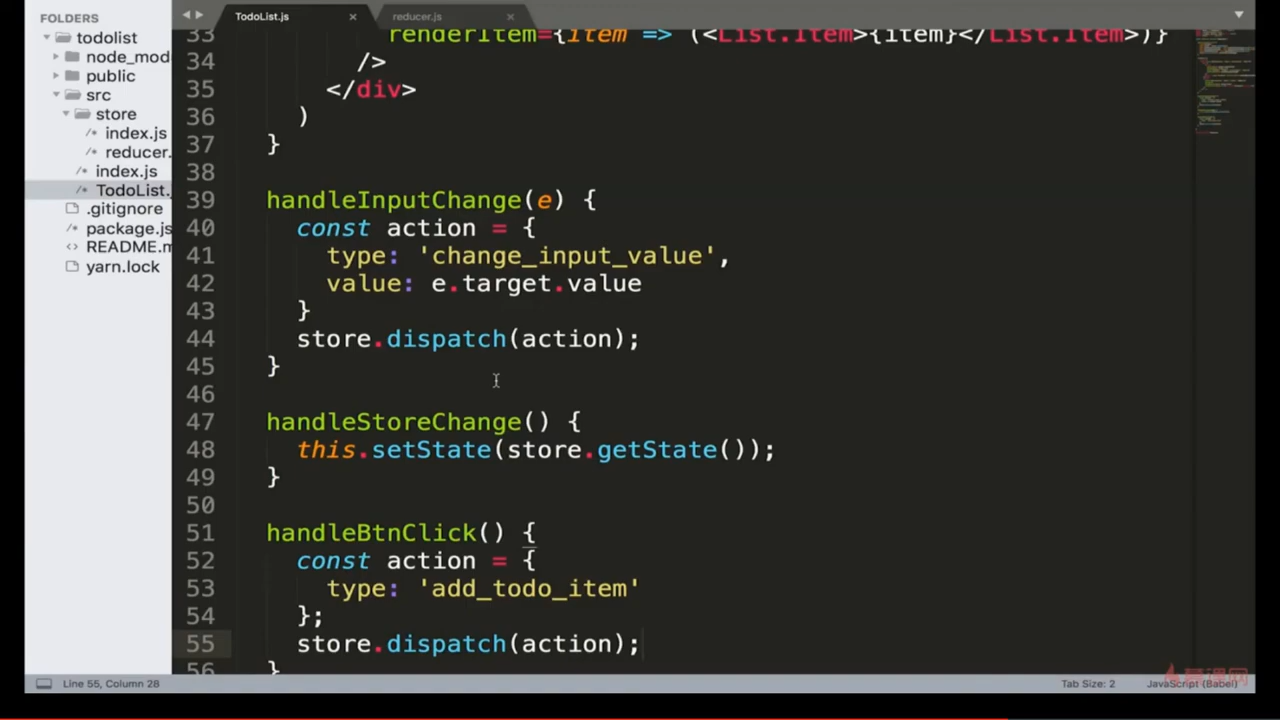 FOLDERS
todolist
node_mod
public
src
store
index.js
reducer.
index.js
TodoList.
.gitignore
package.js
README.m
yarn.lock
TodoList.js
reducer.js
33 renderItem={item => (<List.Item>{item}</List.Item>)}
34 />
35 </div>
36 )
37 }
38
39 handleInputChange(e) {
40 const action = {
41 type: 'change_input_value',
42 value: e.target.value
43 }
44 store.dispatch(action);
45 }
46
47 handleStoreChange() {
48 this.setState(store.getState());
49 }
50
51 handleBtnClick() {
52 const action = {
53 type: 'add_todo_item'
54 };
55 store.dispatch(action);
56 }
Line 55, Column 28
Tab Size: 2
JavaScript (Babel)
慕课网